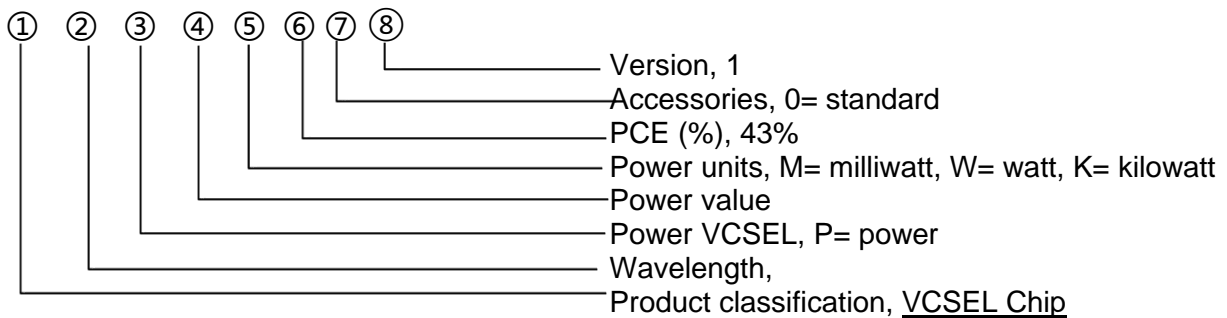 ① ② ③ ④ ⑤ ⑥ ⑦ ⑧
Version, 1
Accessories, 0= standard
PCE (%), 43%
Power units, M= milliwatt, W= watt, K= kilowatt
Power value
Power VCSEL, P= power
Wavelength,
Product classification, VCSEL Chip